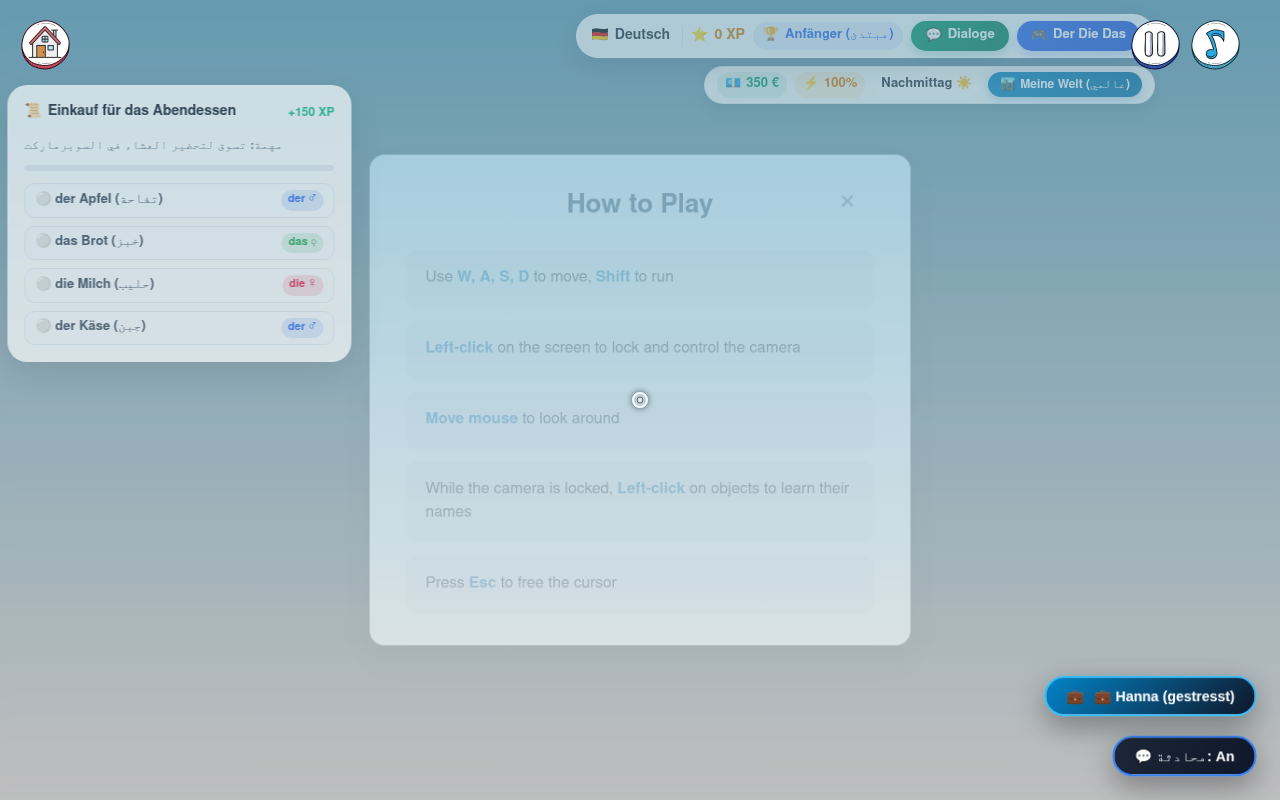 Deutsch
0 XP
Anfänger (مبتدئ)
Dialoge
Der Die Das
350 €
100%
Nachmittag
Meine Welt (عالمي)
Einkauf für das Abendessen
+150 XP
مهمة: تسوق لتحضير العشاء في السوبرماركت
der Apfel (تفاحة)
der ♂
das Brot (خبز)
das ⚲
die Milch (حليب)
die ♀
der Käse (جبن)
der ♂
How to Play
×
Use W, A, S, D to move, Shift to run
Left-click on the screen to lock and control the camera
Move mouse to look around
While the camera is locked, Left-click on objects to learn their
names
Press Esc to free the cursor
Hanna (gestresst)
محادثة: An